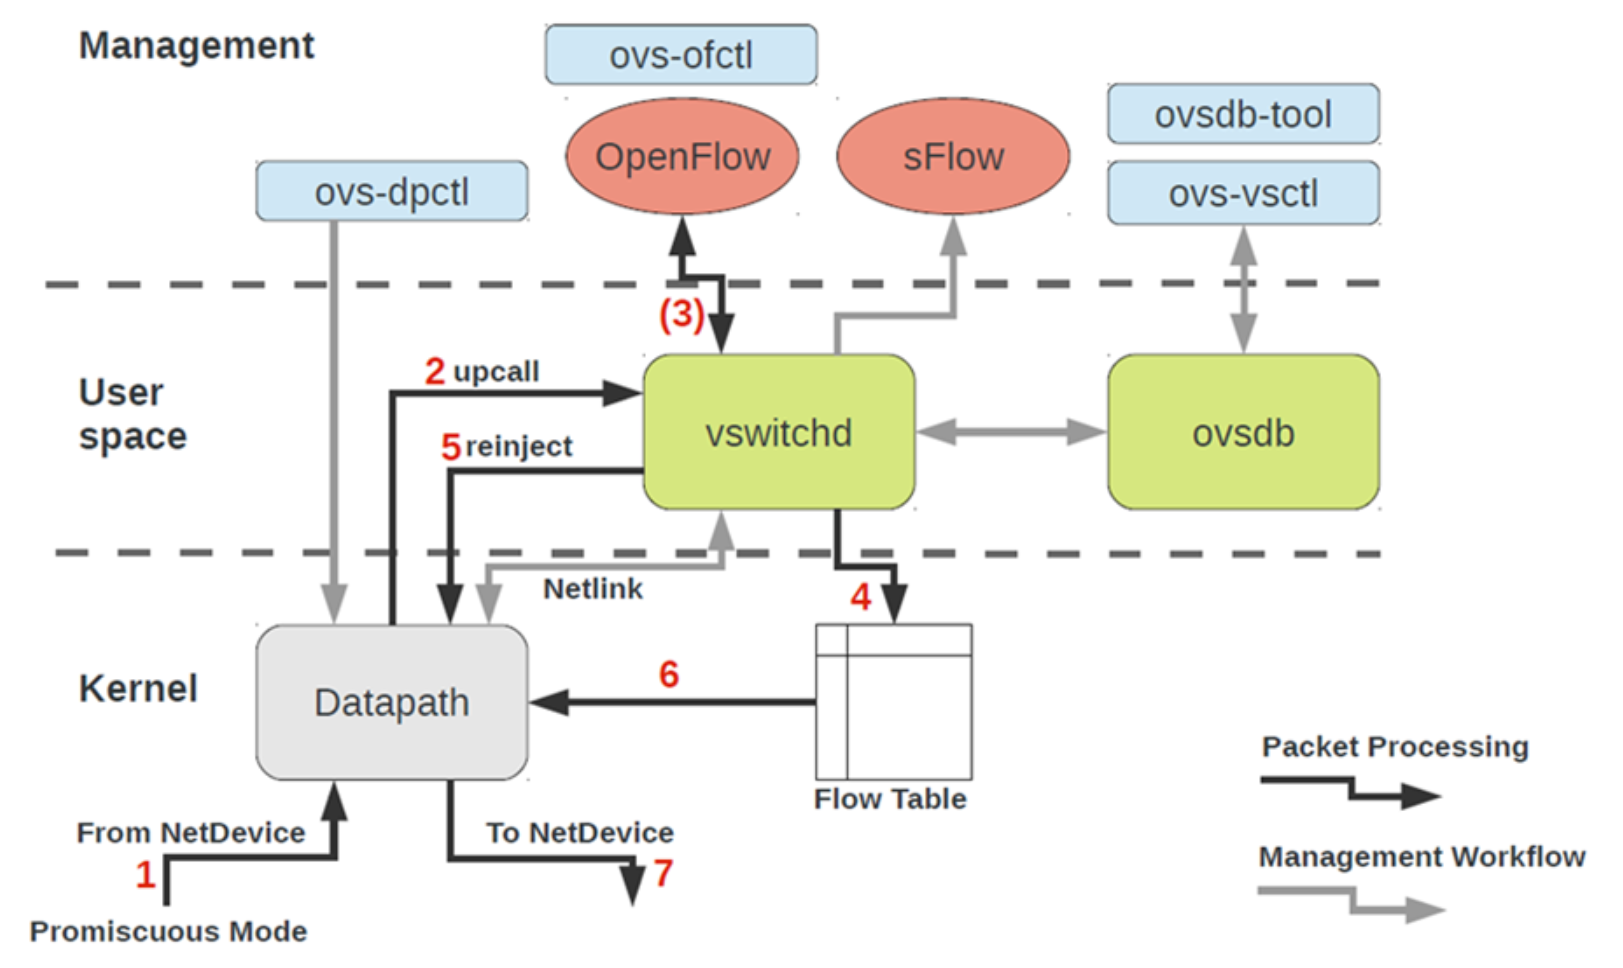 Management
ovs-ofctl
OpenFlow
sFlow
ovsdb-tool
ovs-vsctl
ovs-dpctl
(3)
User
space
2 upcall
5 reinject
vswitchd
ovsdb
Netlink
4
Kernel
Datapath
6
Flow Table
From NetDevice
1
Promiscuous Mode
To NetDevice
7
Packet Processing
Management Workflow